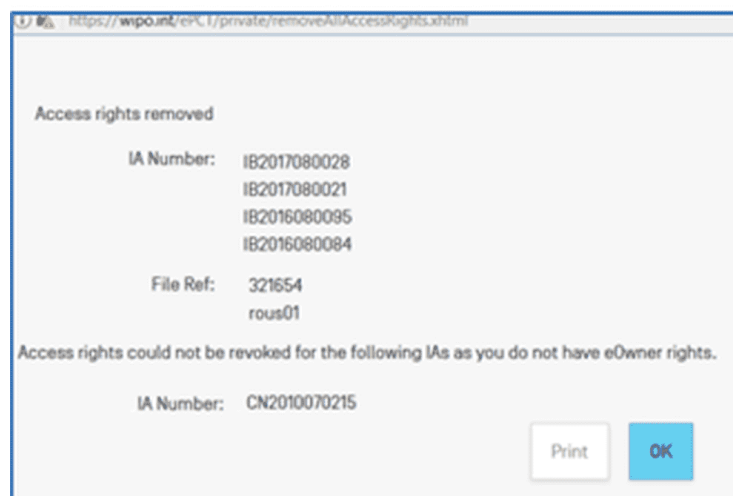 https://wipo.int/ePCT/private/removeAllAccessRights.xhtml
Access rights removed
IA Number: IB2017080028
IB2017080021
IB2016080095
IB2016080084
File Ref: 321654
rous01
Access rights could not be revoked for the following IAs as you do not have eOwner rights.
IA Number: CN2010070215
Print OK